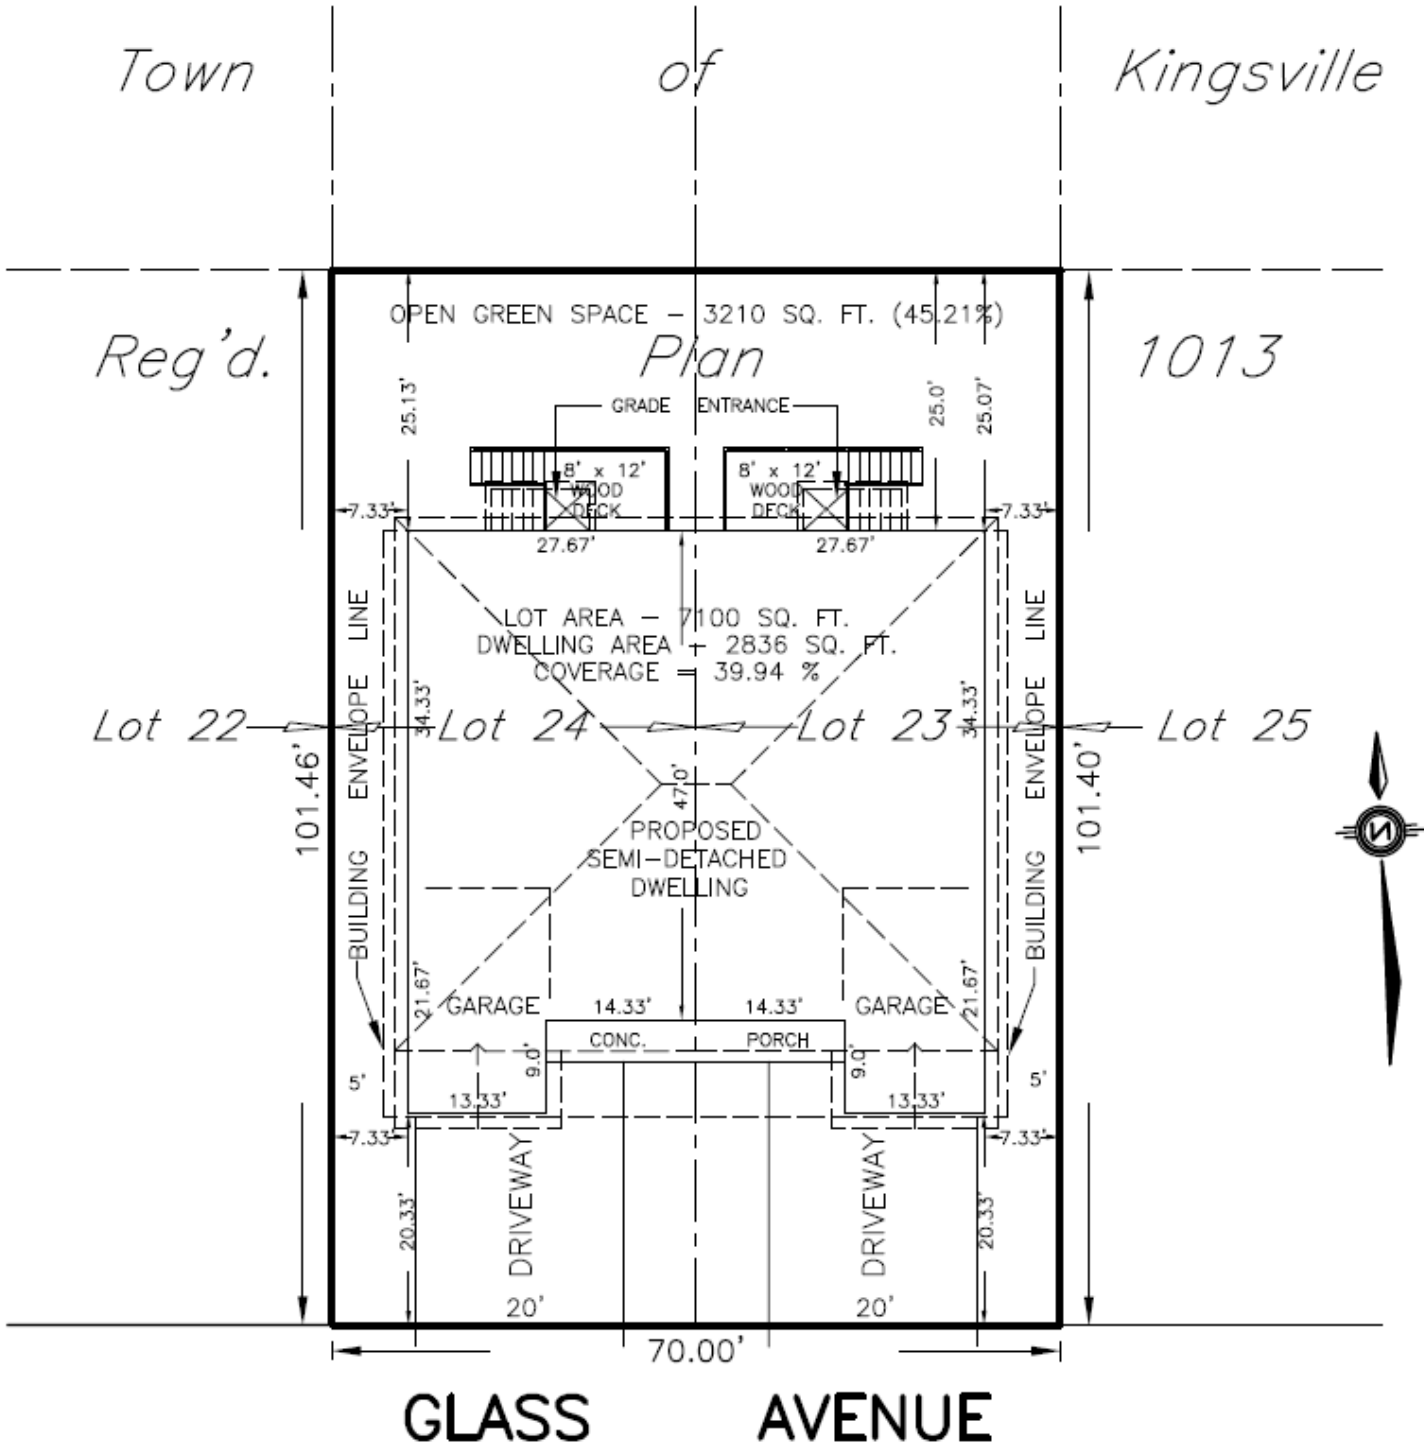 Town of Kingsville
OPEN GREEN SPACE – 3210 SQ. FT. (45.21%)
Reg'd. Plan 1013
25.13'
25.0'
25.07'
GRADE ENTRANCE
8' x 12'
WOOD
DECK
8' x 12'
WOOD
DECK
7.33'
7.33'
27.67'
27.67'
LOT AREA – 7100 SQ. FT.
DWELLING AREA – 2836 SQ. FT.
COVERAGE = 39.94 %
BUILDING ENVELOPE LINE
BUILDING ENVELOPE LINE
34.33'
34.33'
Lot 22
Lot 24
Lot 23
Lot 25
101.46'
101.40'
47.0'
N
PROPOSED
SEMI-DETACHED
DWELLING
21.67'
21.67'
GARAGE
14.33'
14.33'
GARAGE
CONC. PORCH
9.0'
9.0'
5'
5'
13.33'
13.33'
7.33'
7.33'
DRIVEWAY
DRIVEWAY
20.33'
20.33'
20'
20'
70.00'
GLASS AVENUE